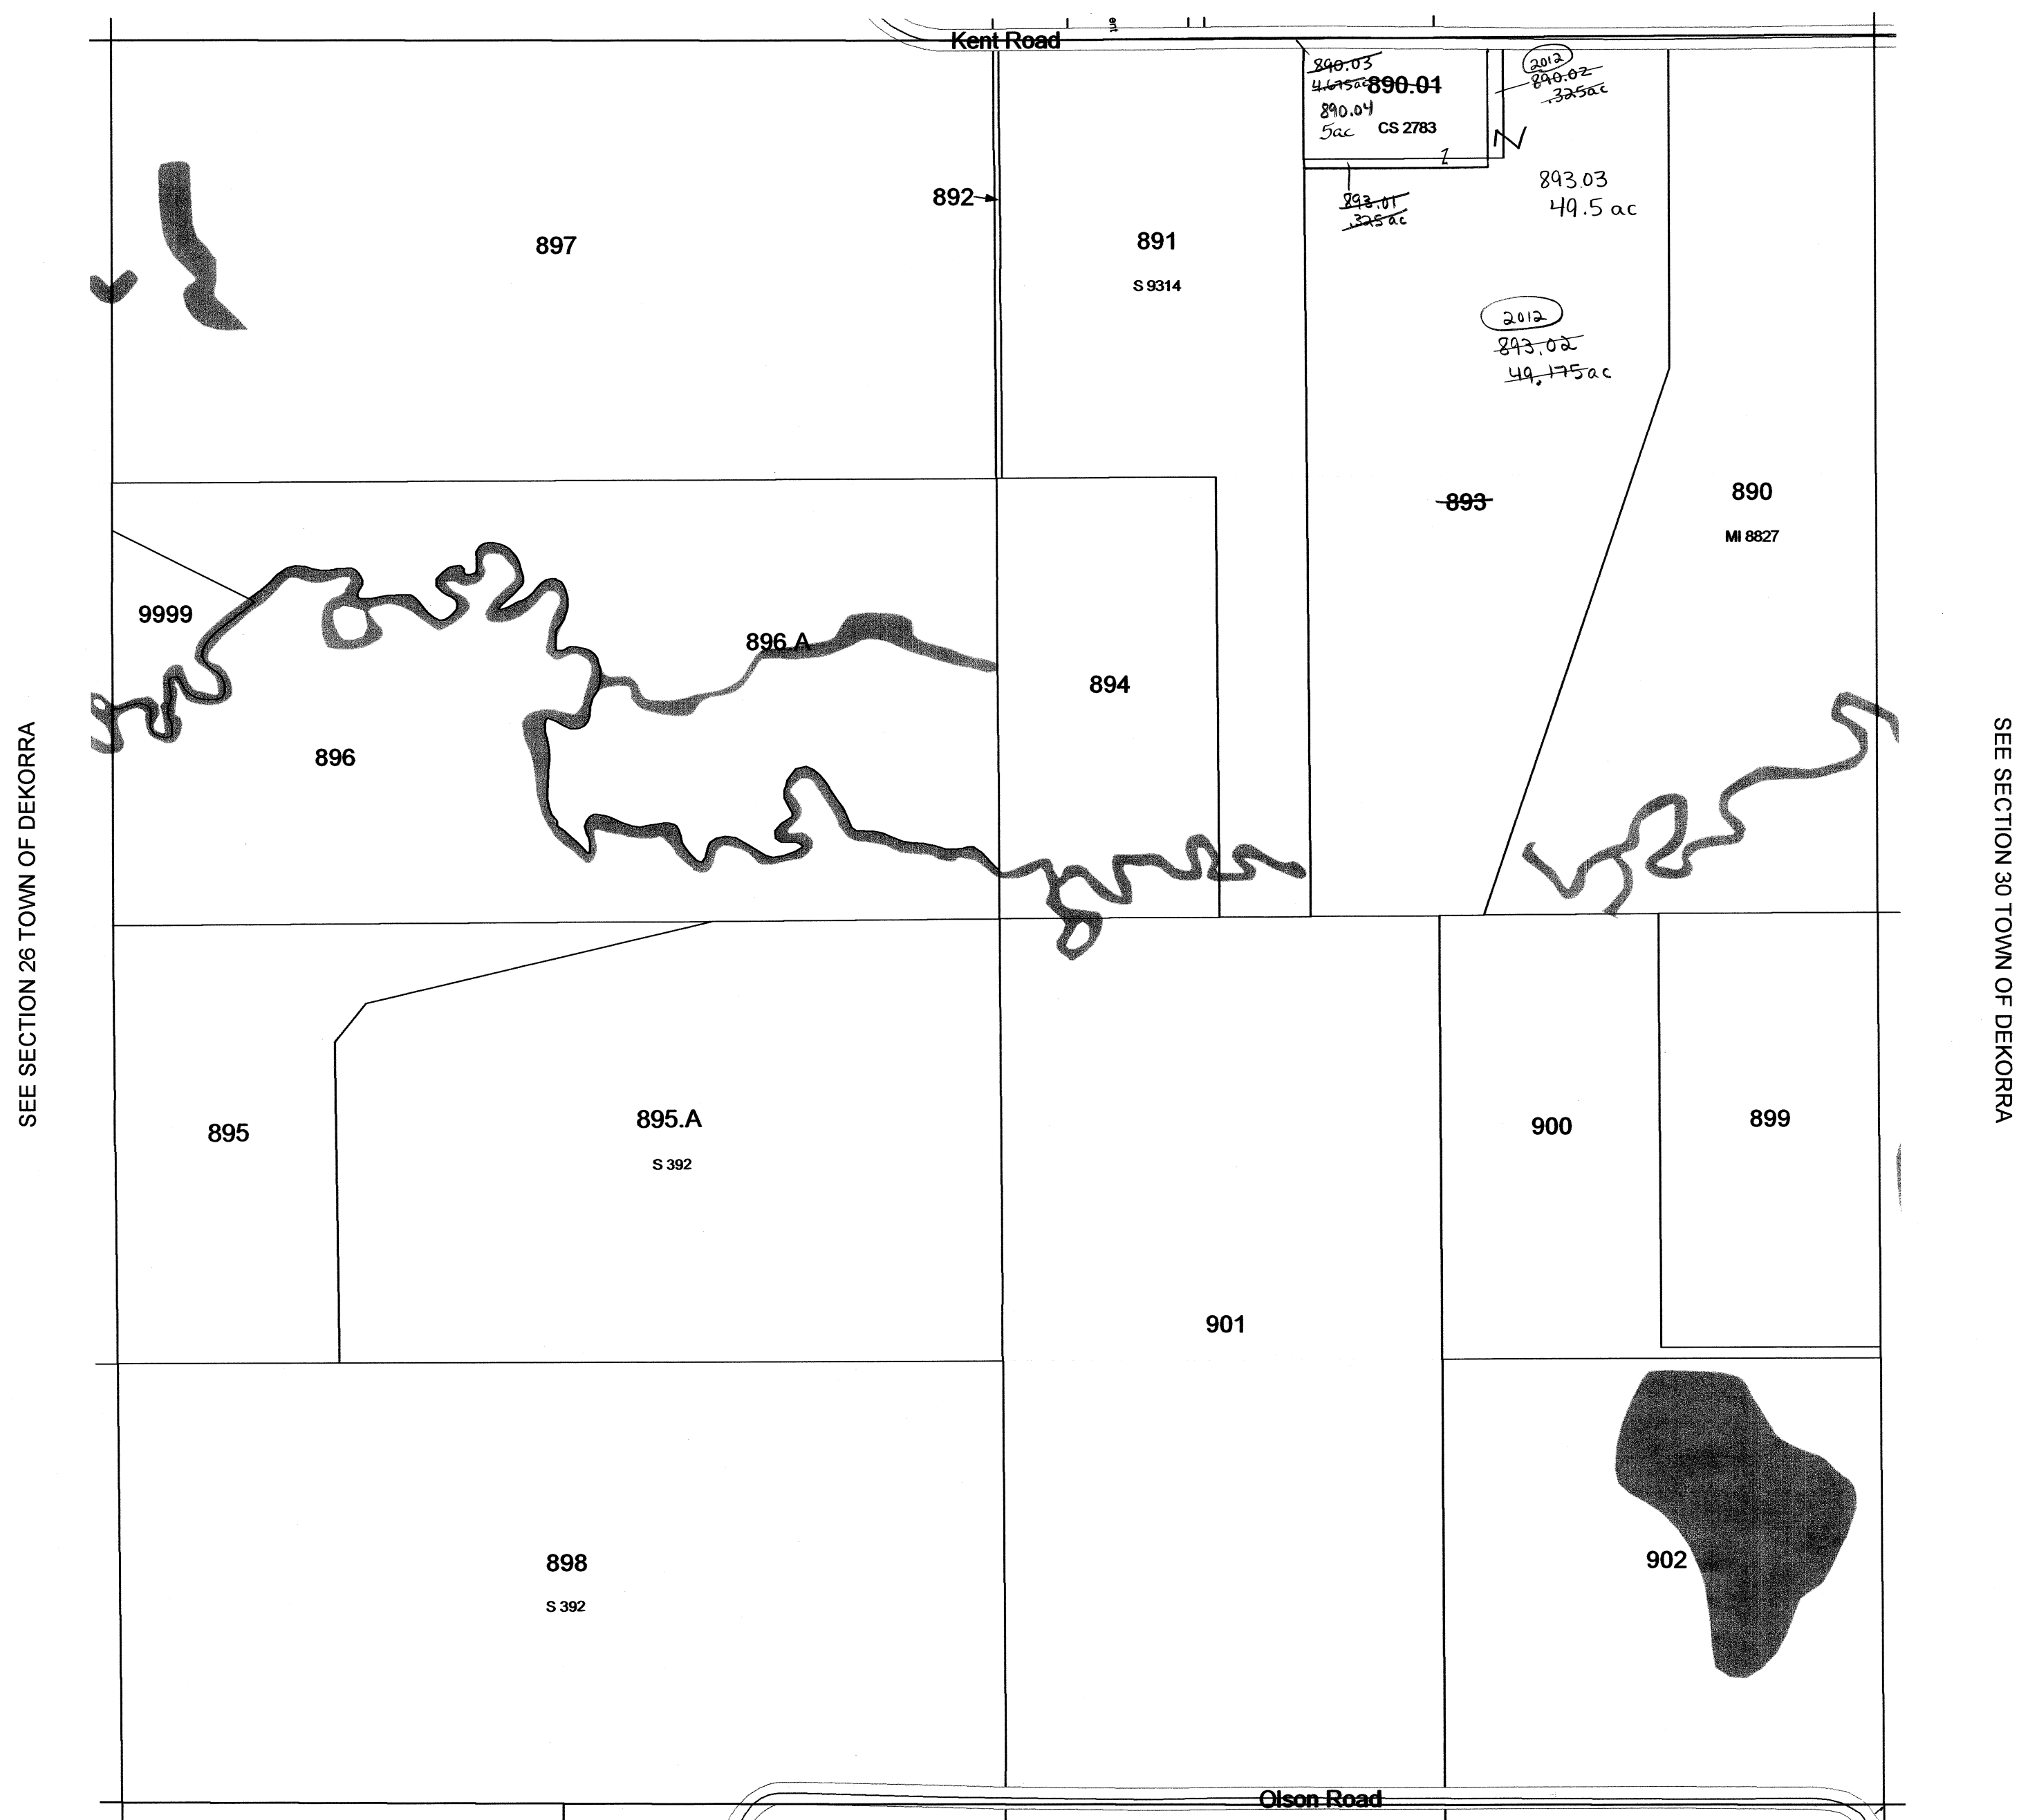 Kent Road
ent
890.03
4.675ac
890.01
890.04
5ac
CS 2783
2012
890.02
.325ac
1
893.01
.325ac
893.03
49.5 ac
892
897
891
S 9314
2012
893.02
49.175ac
893
890
MI 8827
9999
896.A
894
896
SEE SECTION 26 TOWN OF DEKORRA
SEE SECTION 30 TOWN OF DEKORRA
895
895.A
S 392
900
899
901
898
S 392
902
Olson Road